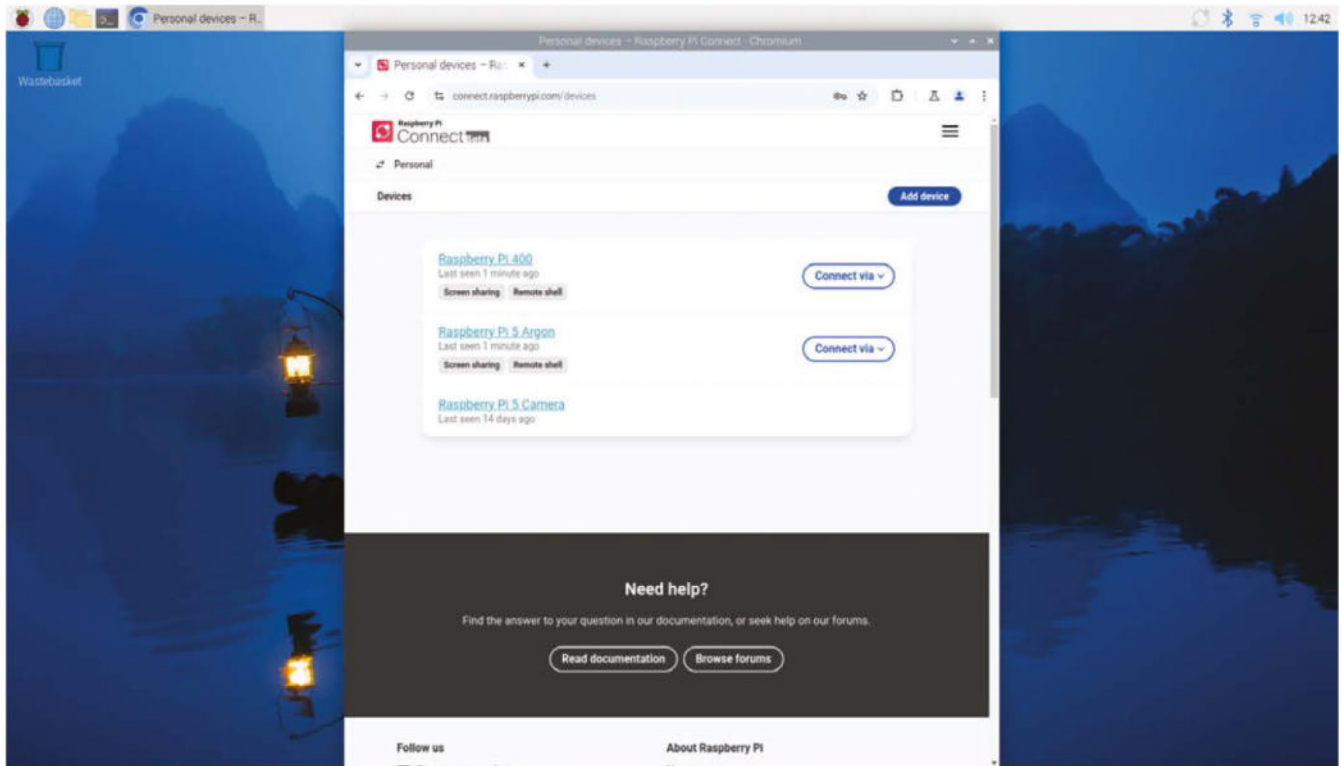 Personal devices – R..
12:42
Wastebasket
Personal devices – Raspberry Pi Connect - Chromium
Personal devices – Ras
connect.raspberrypi.com/devices
Raspberry Pi
Connect
Personal
Devices
Add device
Raspberry Pi 400
Last seen 1 minute ago
Connect via
Screen sharing Remote shell
Raspberry Pi 5 Argon
Last seen 1 minute ago
Connect via
Screen sharing Remote shell
Raspberry Pi 5 Camera
Last seen 14 days ago
Need help?
Find the answer to your question in our documentation, or seek help on our forums.
Read documentation Browse forums
Follow us About Raspberry Pi